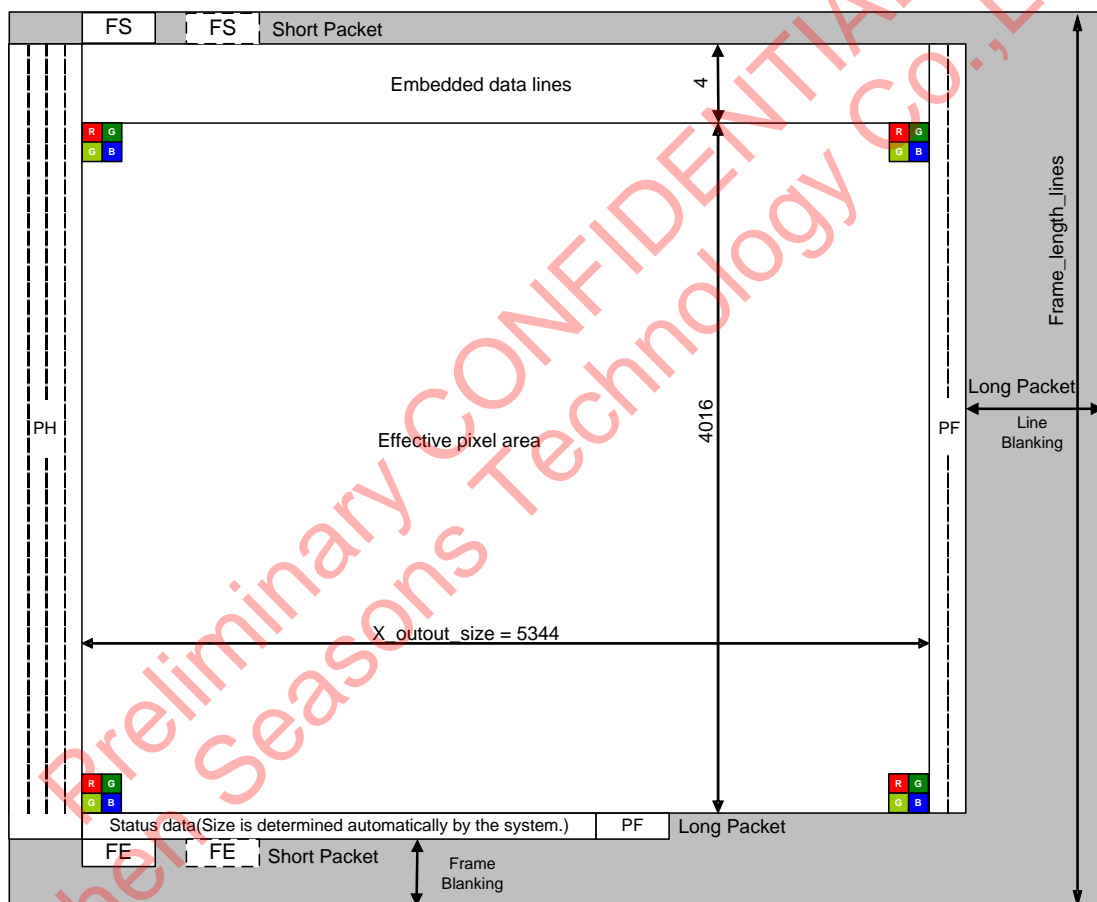 FS
FS
Short Packet
Embedded data lines
4
R G
G B
R G
G B
Frame_length_lines
Long Packet
Line
Blanking
4016
PH
Effective pixel area
PF
X_outout_size = 5344
R G
G B
R G
G B
Status data(Size is determined automatically by the system.)
PF
Long Packet
FE
FE
Short Packet
Frame
Blanking
Preliminary CONFIDENTIAL
Seasons Technology Co.,L